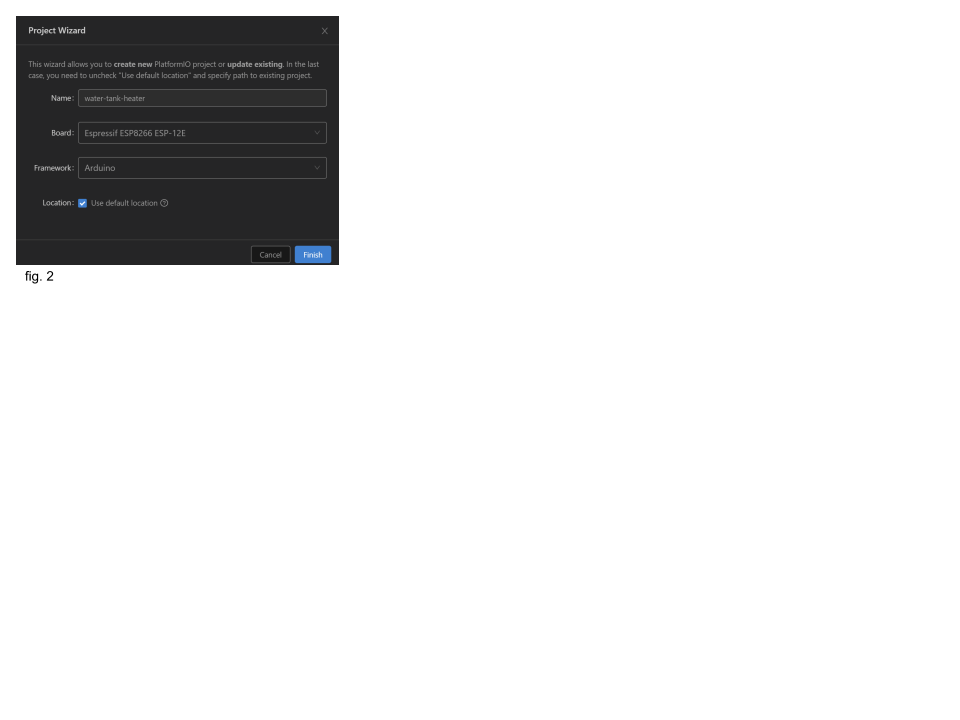 Project Wizard
This wizard allows you to create new PlatformIO project or update existing. In the last
case, you need to uncheck "Use default location" and specify path to existing project.
Name: water-tank-heater
Board: Espressif ESP8266 ESP-12E
Framework: Arduino
Location: Use default location
Cancel Finish
fig. 2